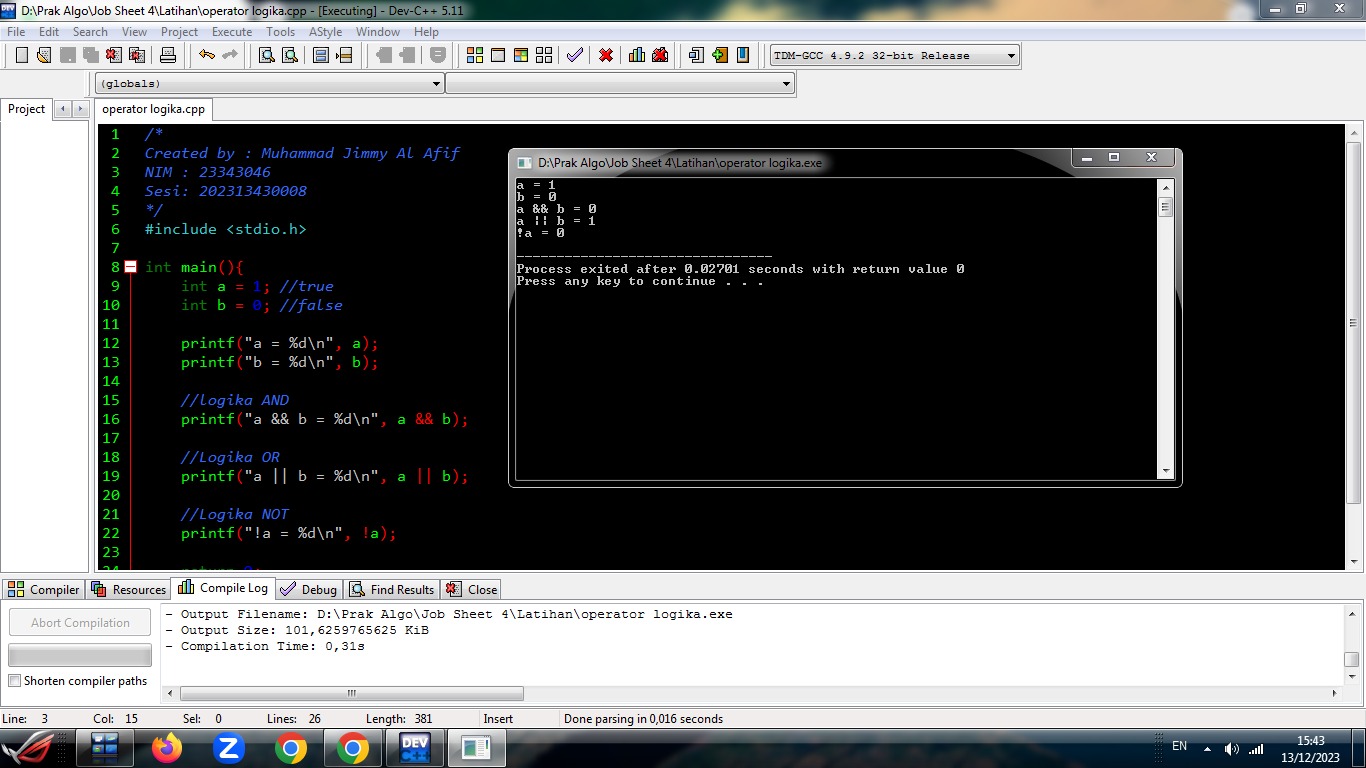 D:\Prak Algo\Job Sheet 4\Latihan\operator logika.cpp - [Executing] - Dev-C++ 5.11
File Edit Search View Project Execute Tools AStyle Window Help
TDM-GCC 4.9.2 32-bit Release
(globals)
Project
operator logika.cpp
1 /*
2 Created by : Muhammad Jimmy Al Afif
3 NIM : 23343046
4 Sesi: 202313430008
5 */
6 #include <stdio.h>
7
8 int main(){
9 int a = 1; //true
10 int b = 0; //false
11
12 printf("a = %d\n", a);
13 printf("b = %d\n", b);
14
15 //logika AND
16 printf("a && b = %d\n", a && b);
17
18 //Logika OR
19 printf("a || b = %d\n", a || b);
20
21 //Logika NOT
22 printf("!a = %d\n", !a);
23
24 return 0;
D:\Prak Algo\Job Sheet 4\Latihan\operator logika.exe
a = 1
b = 0
a && b = 0
a || b = 1
!a = 0
--------------------------------
Process exited after 0.02701 seconds with return value 0
Press any key to continue . . .
Compiler Resources Compile Log Debug Find Results Close
Abort Compilation
Shorten compiler paths
- Output Filename: D:\Prak Algo\Job Sheet 4\Latihan\operator logika.exe
- Output Size: 101,6259765625 KiB
- Compilation Time: 0,31s
Line: 3 Col: 15 Sel: 0 Lines: 26 Length: 381 Insert Done parsing in 0,016 seconds
DEV C++
EN
15:43
13/12/2023